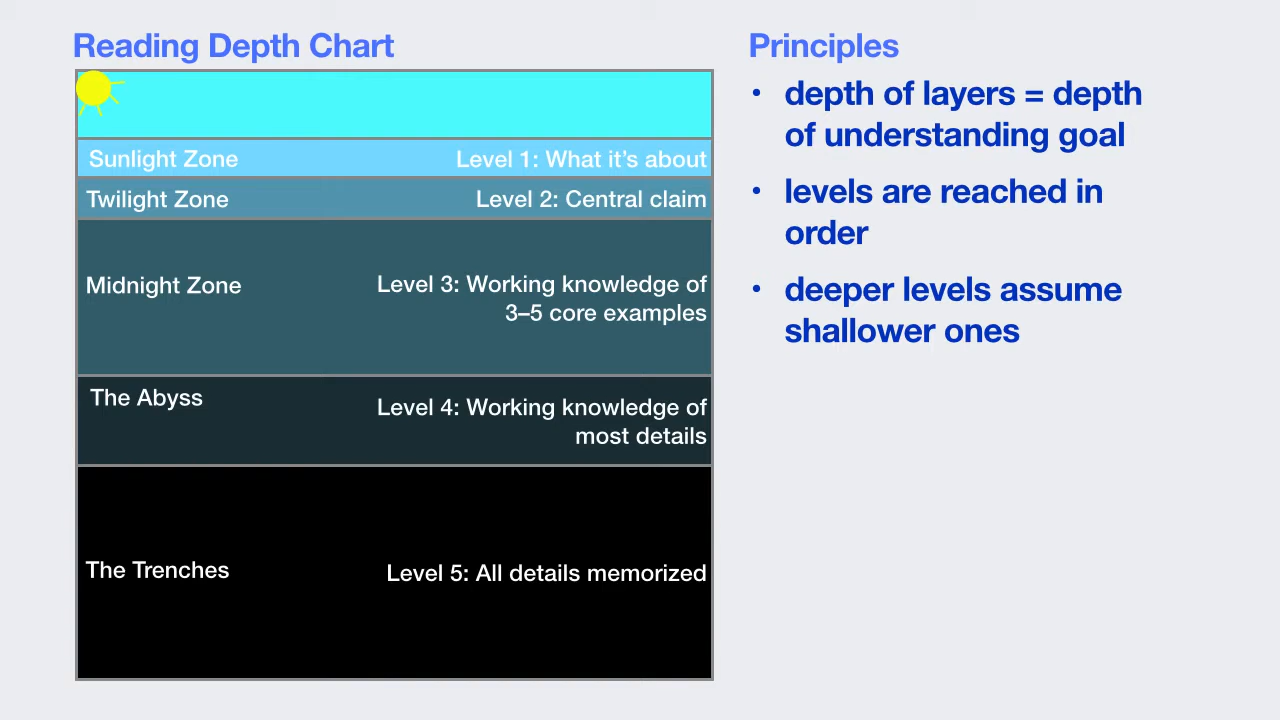 Reading Depth Chart
Sunlight Zone
Level 1: What it’s about
Twilight Zone
Level 2: Central claim
Midnight Zone
Level 3: Working knowledge of
3–5 core examples
The Abyss
Level 4: Working knowledge of
most details
The Trenches
Level 5: All details memorized
Principles
• depth of layers = depth
of understanding goal
• levels are reached in
order
• deeper levels assume
shallower ones